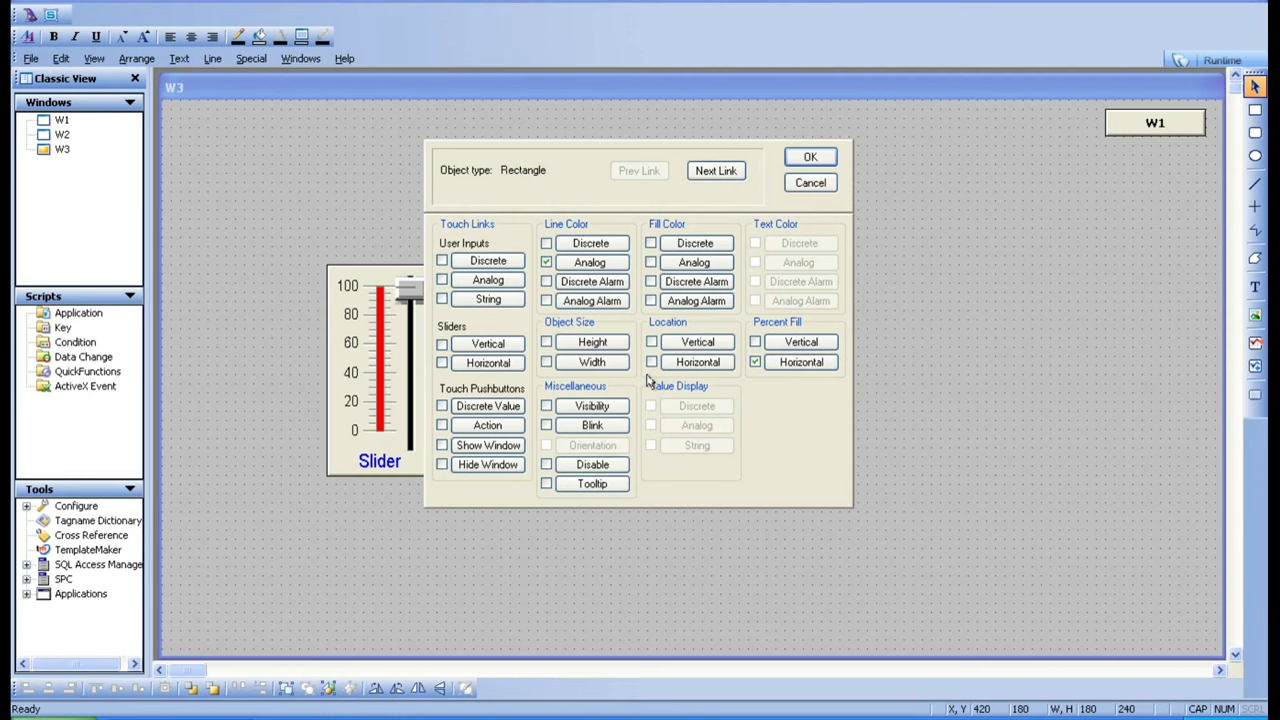 B I U A A
File Edit View Arrange Text Line Special Windows Help
Runtime
Classic View
Windows
W1
W2
W3
Scripts
Application
Key
Condition
Data Change
QuickFunctions
ActiveX Event
Tools
Configure
Tagname Dictionary
Cross Reference
TemplateMaker
SQL Access Manage
SPC
Applications
W3
W1
100
80
60
40
20
0
Slider
Object type: Rectangle
Prev Link
Next Link
OK
Cancel
Touch Links
User Inputs
Discrete
Analog
String
Sliders
Vertical
Horizontal
Touch Pushbuttons
Discrete Value
Action
Show Window
Hide Window
Line Color
Discrete
Analog
Discrete Alarm
Analog Alarm
Object Size
Height
Width
Miscellaneous
Visibility
Blink
Orientation
Disable
Tooltip
Fill Color
Discrete
Analog
Discrete Alarm
Analog Alarm
Location
Vertical
Horizontal
Value Display
Discrete
Analog
String
Text Color
Discrete
Analog
Discrete Alarm
Analog Alarm
Percent Fill
Vertical
Horizontal
T
Ready
X, Y 420 180 W, H 180 240 CAP NUM SCRL